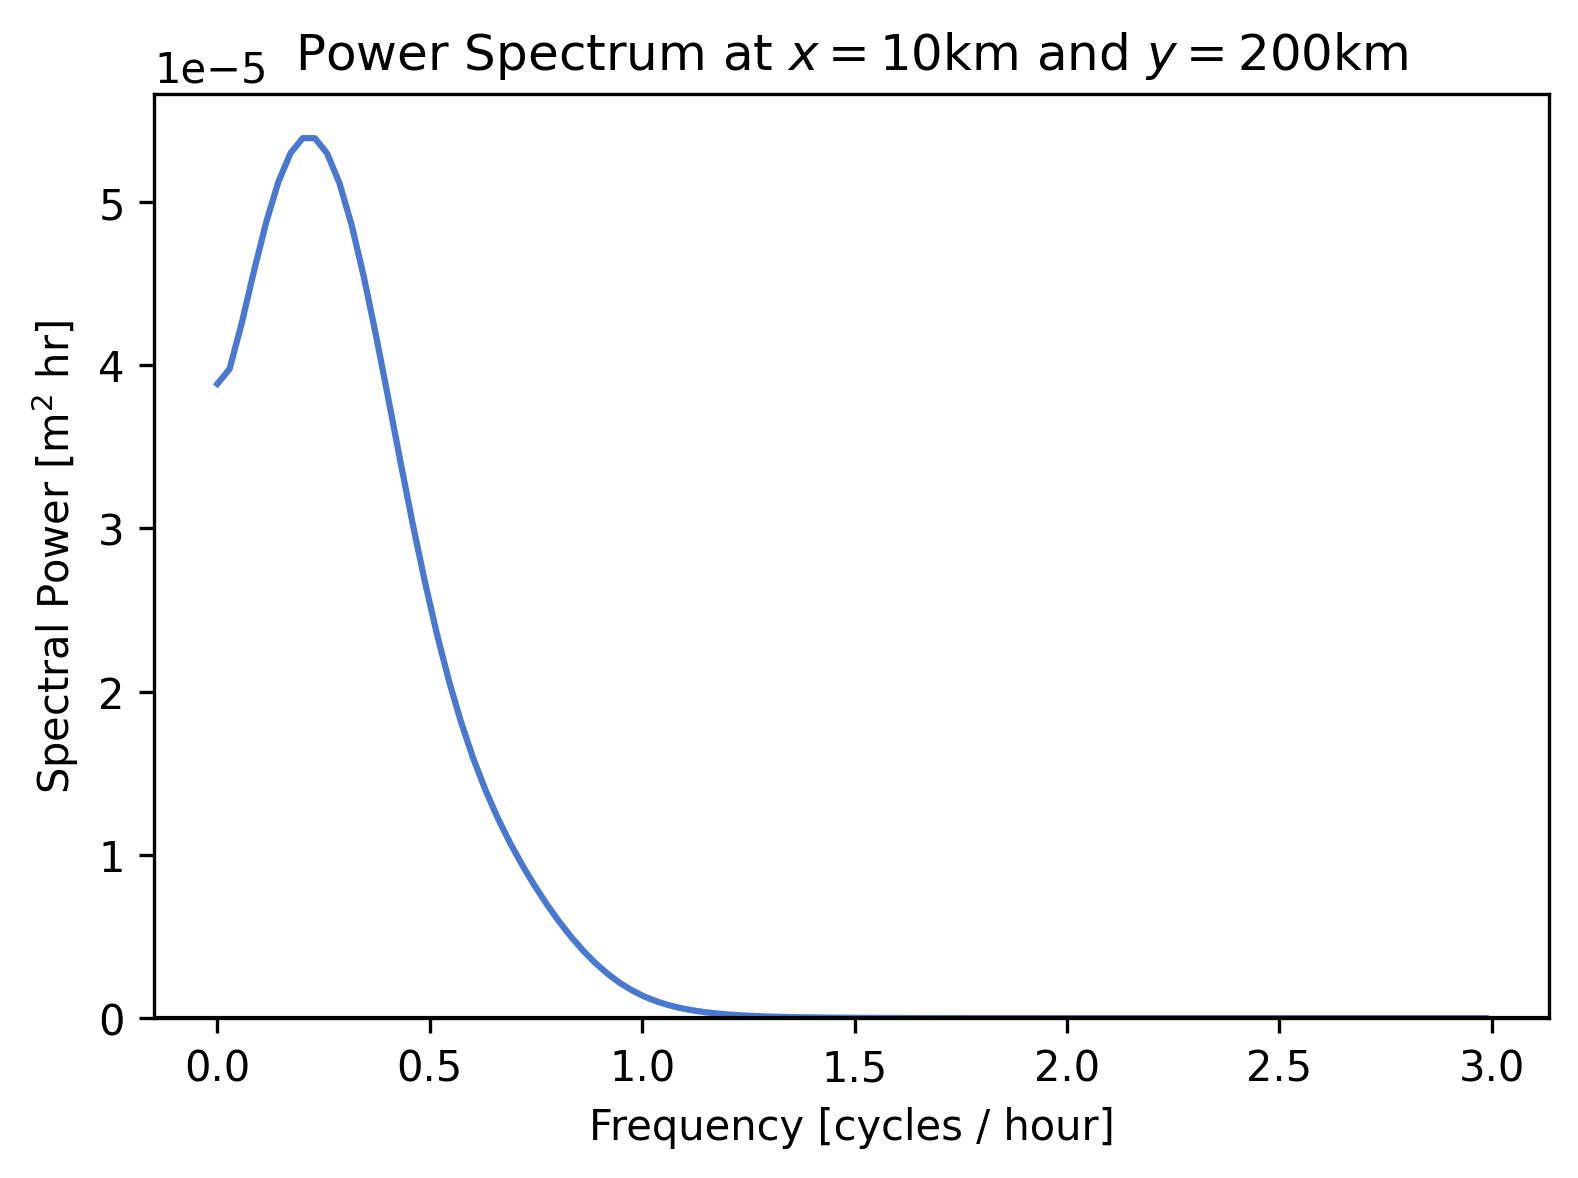 Power Spectrum at x = 10km and y = 200km
1e−5
5
4
3
2
1
0
Spectral Power [m² hr]
0.0 0.5 1.0 1.5 2.0 2.5 3.0
Frequency [cycles / hour]